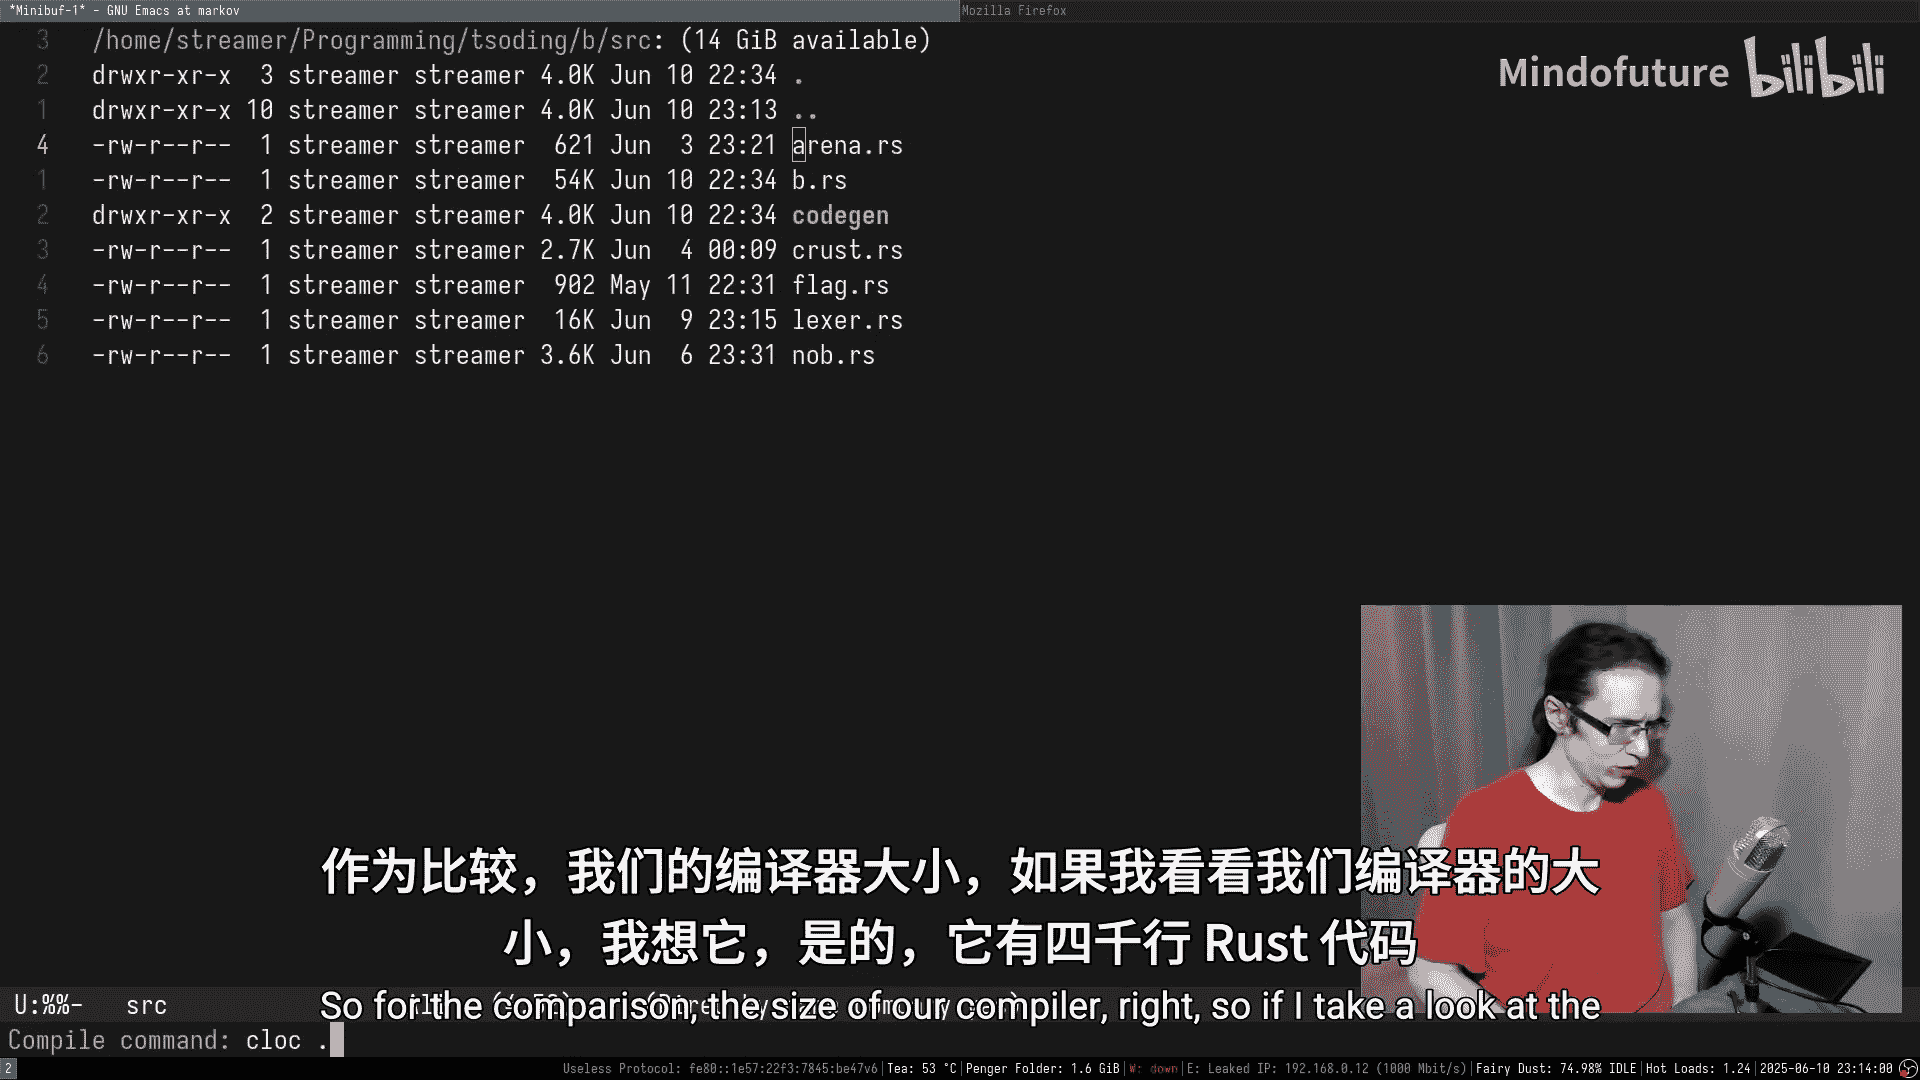 *Minibuf-1* - GNU Emacs at markov
Mozilla Firefox
3 /home/streamer/Programming/tsoding/b/src: (14 GiB available)
2 drwxr-xr-x 3 streamer streamer 4.0K Jun 10 22:34 .
1 drwxr-xr-x 10 streamer streamer 4.0K Jun 10 23:13 ..
4 -rw-r--r-- 1 streamer streamer 621 Jun 3 23:21 arena.rs
1 -rw-r--r-- 1 streamer streamer 54K Jun 10 22:34 b.rs
2 drwxr-xr-x 2 streamer streamer 4.0K Jun 10 22:34 codegen
3 -rw-r--r-- 1 streamer streamer 2.7K Jun 4 00:09 crust.rs
4 -rw-r--r-- 1 streamer streamer 902 May 11 22:31 flag.rs
5 -rw-r--r-- 1 streamer streamer 16K Jun 9 23:15 lexer.rs
6 -rw-r--r-- 1 streamer streamer 3.6K Jun 6 23:31 nob.rs
Mindofuture bilibili
作为比较，我们的编译器大小，如果我看看我们编译器的大
小，我想它，是的，它有四千行 Rust 代码
So for the comparison, the size of our compiler, right, so if I take a look at the
U:%%- src
Compile command: cloc .
2
Useless Protocol: fe80::1e57:22f3:7845:be47v6|Tea: 53 °C|Penger Folder: 1.6 GiB|W: down|E: Leaked IP: 192.168.0.12 (1000 Mbit/s)|Fairy Dust: 74.98% IDLE|Hot Loads: 1.24|2025-06-10 23:14:00